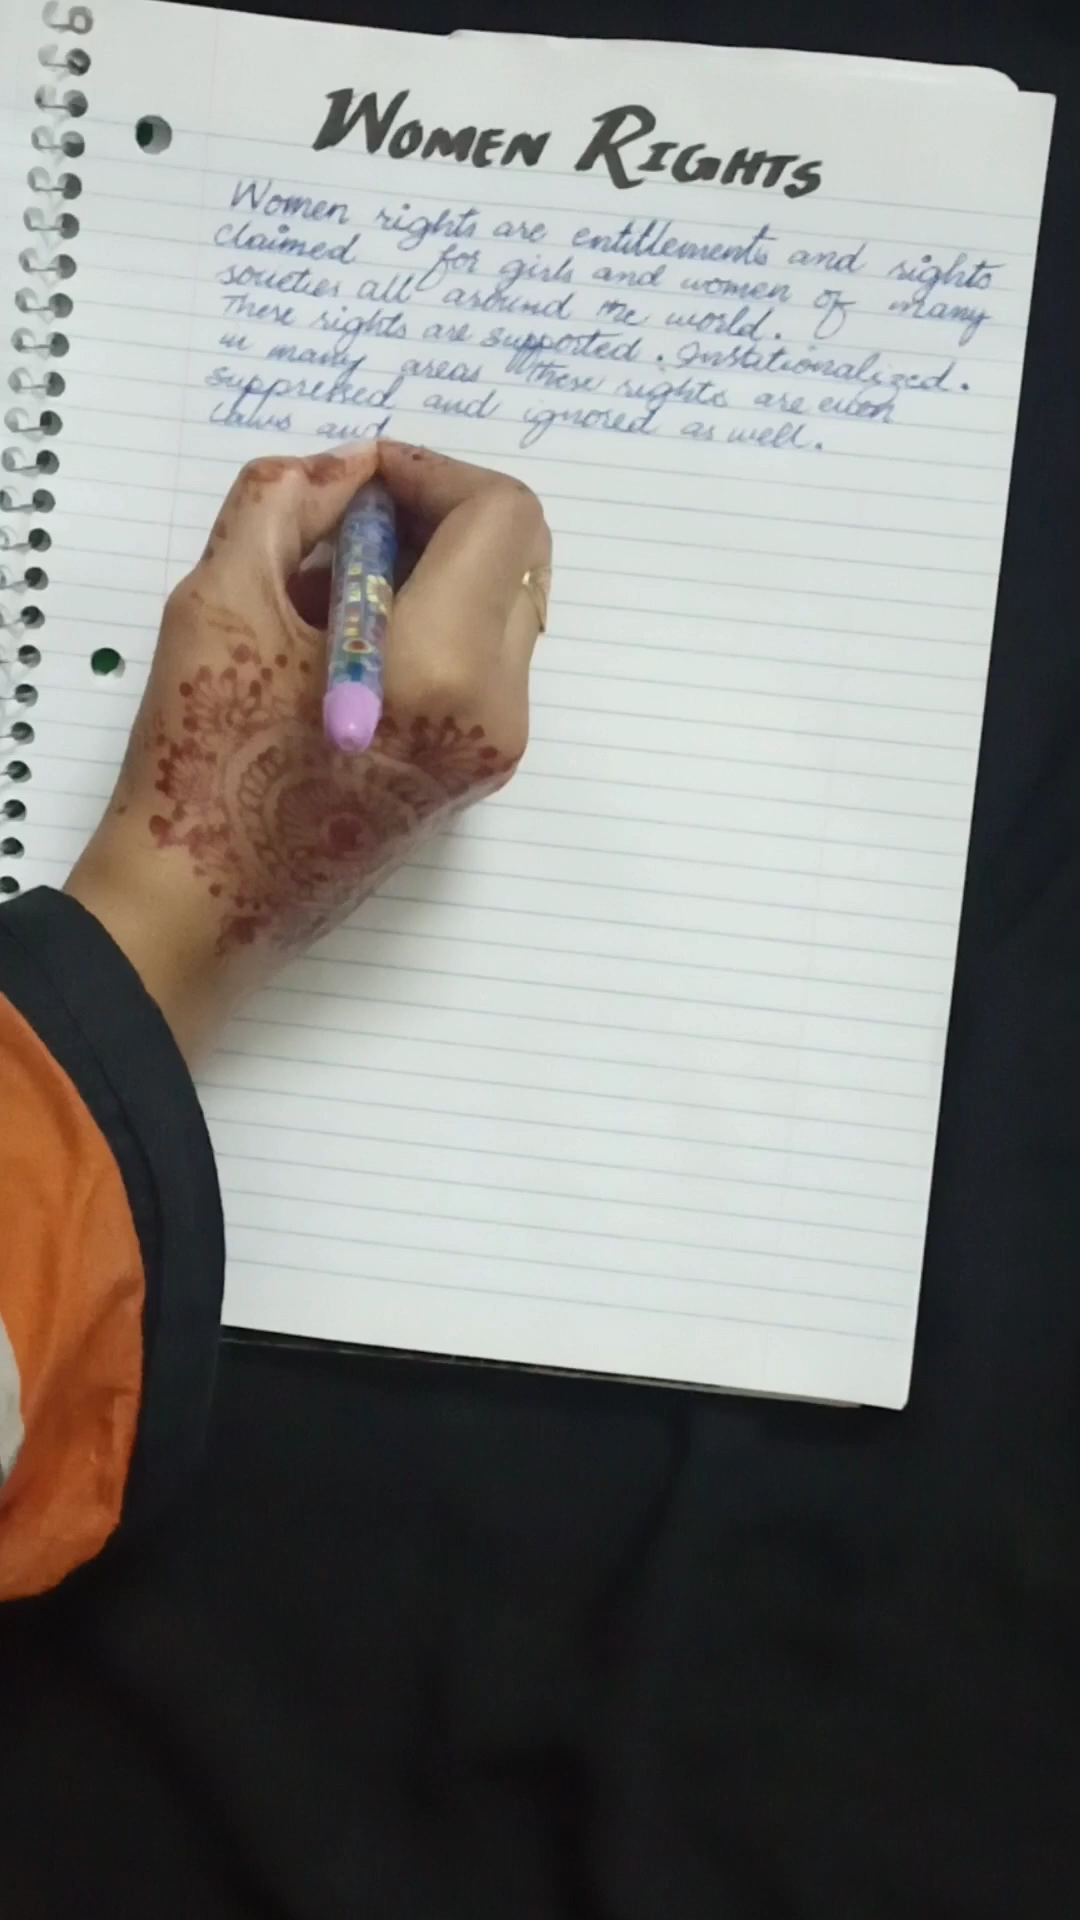 WOMEN RIGHTS
Women rights are entitlements and rights
claimed for girls and women of many
societies all around the world.
These rights are supported. Institionalized.
in many areas These rights are even
suppressed and ignored as well.
Laws and